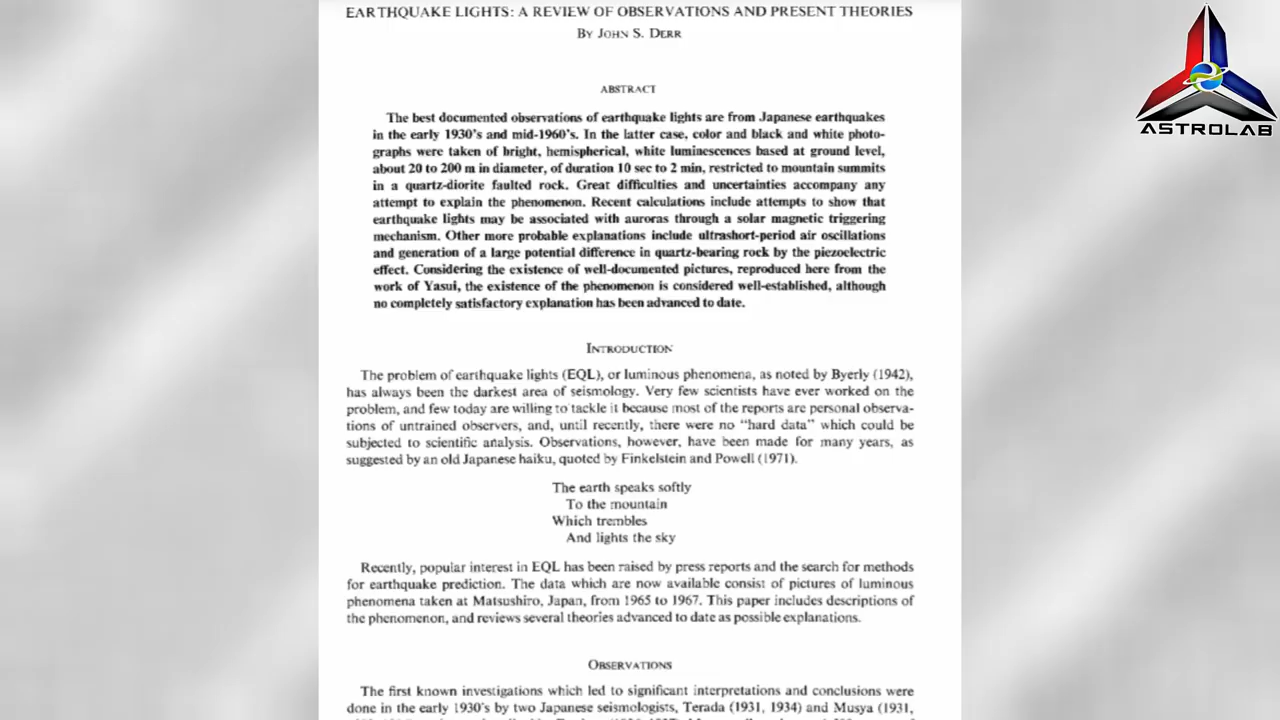 EARTHQUAKE LIGHTS: A REVIEW OF OBSERVATIONS AND PRESENT THEORIES
BY JOHN S. DERR
ABSTRACT
The best documented observations of earthquake lights are from Japanese earthquakes
in the early 1930's and mid-1960's. In the latter case, color and black and white photo-
graphs were taken of bright, hemispherical, white luminescences based at ground level,
about 20 to 200 m in diameter, of duration 10 sec to 2 min, restricted to mountain summits
in a quartz-diorite faulted rock. Great difficulties and uncertainties accompany any
attempt to explain the phenomenon. Recent calculations include attempts to show that
earthquake lights may be associated with auroras through a solar magnetic triggering
mechanism. Other more probable explanations include ultrashort-period air oscillations
and generation of a large potential difference in quartz-bearing rock by the piezoelectric
effect. Considering the existence of well-documented pictures, reproduced here from the
work of Yasui, the existence of the phenomenon is considered well-established, although
no completely satisfactory explanation has been advanced to date.
INTRODUCTION
The problem of earthquake lights (EQL), or luminous phenomena, as noted by Byerly (1942),
has always been the darkest area of seismology. Very few scientists have ever worked on the
problem, and few today are willing to tackle it because most of the reports are personal observa-
tions of untrained observers, and, until recently, there were no "hard data" which could be
subjected to scientific analysis. Observations, however, have been made for many years, as
suggested by an old Japanese haiku, quoted by Finkelstein and Powell (1971).
The earth speaks softly
To the mountain
Which trembles
And lights the sky
Recently, popular interest in EQL has been raised by press reports and the search for methods
for earthquake prediction. The data which are now available consist of pictures of luminous
phenomena taken at Matsushiro, Japan, from 1965 to 1967. This paper includes descriptions of
the phenomenon, and reviews several theories advanced to date as possible explanations.
OBSERVATIONS
The first known investigations which led to significant interpretations and conclusions were
done in the early 1930's by two Japanese seismologists, Terada (1931, 1934) and Musya (1931,
ASTROLAB